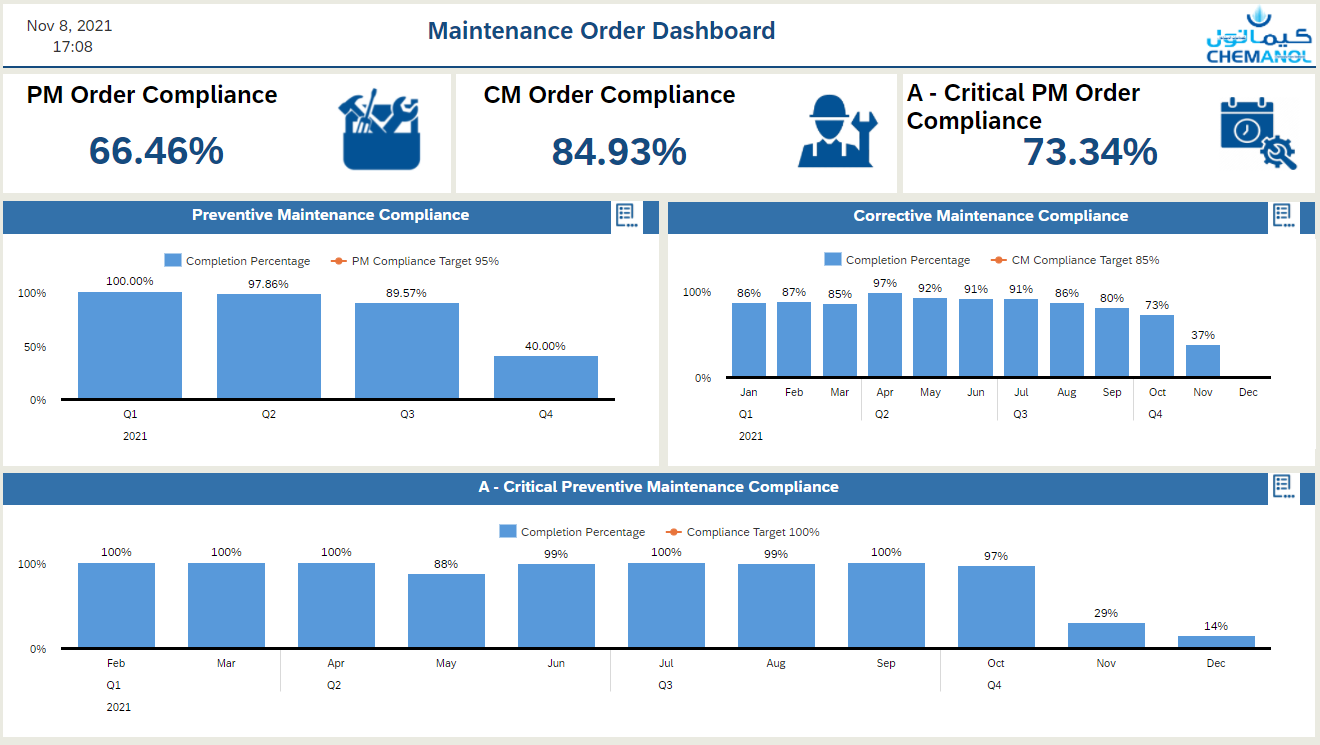 Nov 8, 2021
17:08
Maintenance Order Dashboard
كيمانول
CHEMANOL
PM Order Compliance
66.46%
CM Order Compliance
84.93%
A - Critical PM Order
Compliance
73.34%
Preventive Maintenance Compliance
Completion Percentage PM Compliance Target 95%
100.00% 97.86% 89.57% 40.00%
100%
50%
0%
Q1 Q2 Q3 Q4
2021
Corrective Maintenance Compliance
Completion Percentage CM Compliance Target 85%
86% 87% 85% 97% 92% 91% 91% 86% 80% 73% 37%
100%
0%
Jan Feb Mar Apr May Jun Jul Aug Sep Oct Nov Dec
Q1 Q2 Q3 Q4
2021
A - Critical Preventive Maintenance Compliance
Completion Percentage Compliance Target 100%
100% 100% 100% 88% 99% 100% 99% 100% 97% 29% 14%
100%
0%
Feb Mar Apr May Jun Jul Aug Sep Oct Nov Dec
Q1 Q2 Q3 Q4
2021